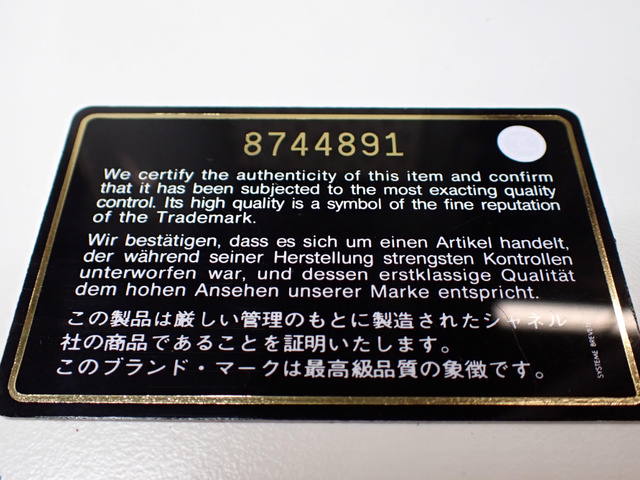 8744891
We certify the authenticity of this item and confirm
that it has been subjected to the most exacting quality
control. Its high quality is a symbol of the fine reputation
of the Trademark.
Wir bestätigen, dass es sich um einen Artikel handelt,
der während seiner Herstellung strengsten Kontrollen
unterworfen war, und dessen erstklassige Qualität
dem hohen Ansehen unserer Marke entspricht.
この製品は厳しい管理のもとに製造されたシャネル
社の商品であることを証明いたします。
このブランド・マークは最高級品質の象徴です。
SYSTEME